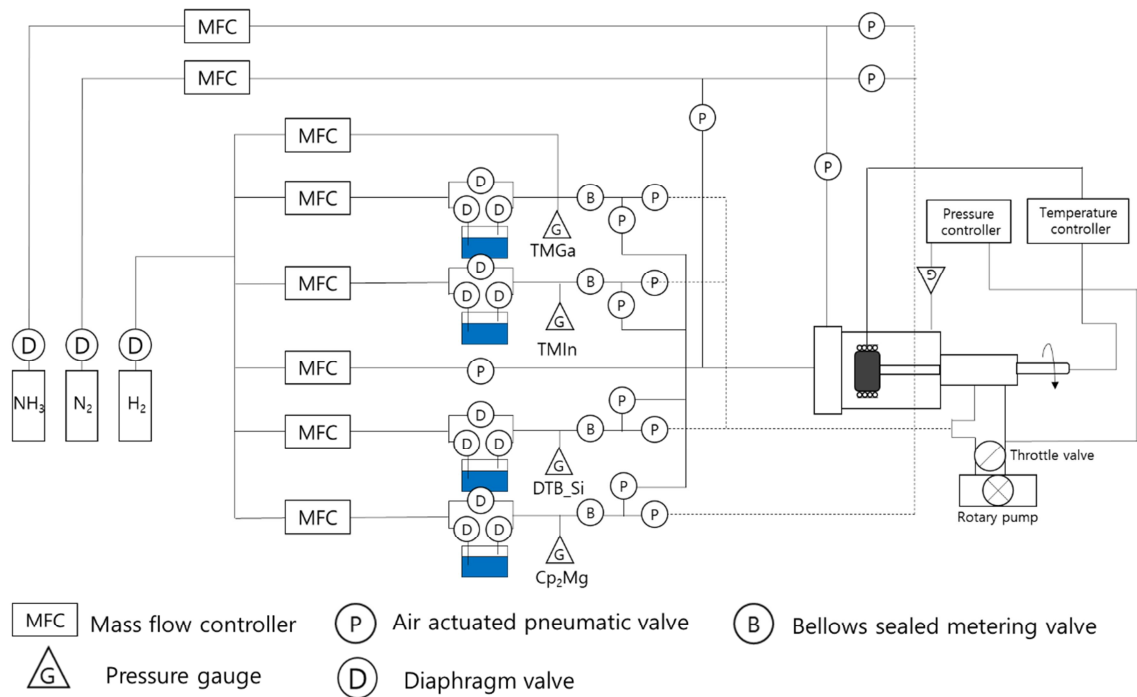 MFC
P
MFC
P
P
MFC
P
D
MFC
D
D
B
P
P
G
TMGa
Pressure
controller
Temperature
controller
G
D
MFC
D
D
B
P
P
G
TMIn
D
D
D
NH₃
N₂
H₂
MFC
P
P
D
MFC
D
D
B
P
G
DTB_Si
Throttle valve
P
D
MFC
D
D
B
P
G
Cp₂Mg
Rotary pump
MFC Mass flow controller
P Air actuated pneumatic valve
B Bellows sealed metering valve
G Pressure gauge
D Diaphragm valve